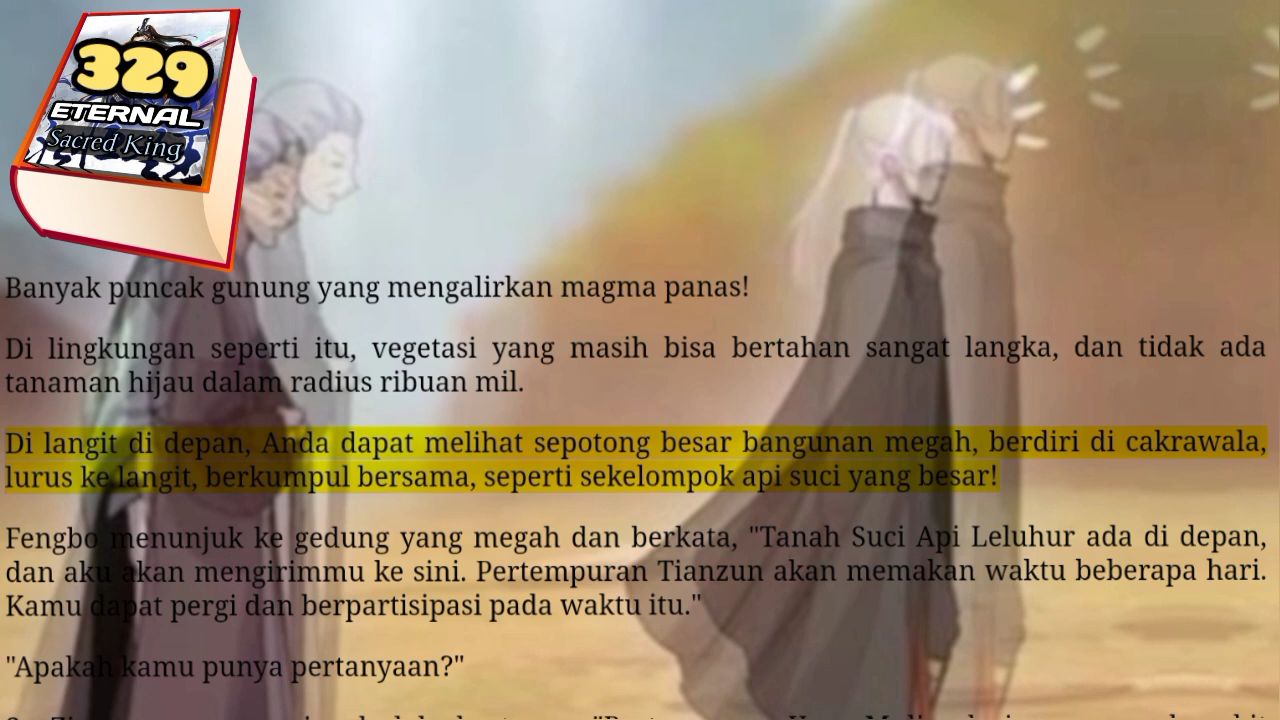 329
ETERNAL
Sacred King
Banyak puncak gunung yang mengalirkan magma panas!
Di lingkungan seperti itu, vegetasi yang masih bisa bertahan sangat langka, dan tidak ada
tanaman hijau dalam radius ribuan mil.
Di langit di depan, Anda dapat melihat sepotong besar bangunan megah, berdiri di cakrawala,
lurus ke langit, berkumpul bersama, seperti sekelompok api suci yang besar!
Fengbo menunjuk ke gedung yang megah dan berkata, "Tanah Suci Api Leluhur ada di depan,
dan aku akan mengirimmu ke sini. Pertempuran Tianzun akan memakan waktu beberapa hari.
Kamu dapat pergi dan berpartisipasi pada waktu itu."
"Apakah kamu punya pertanyaan?"